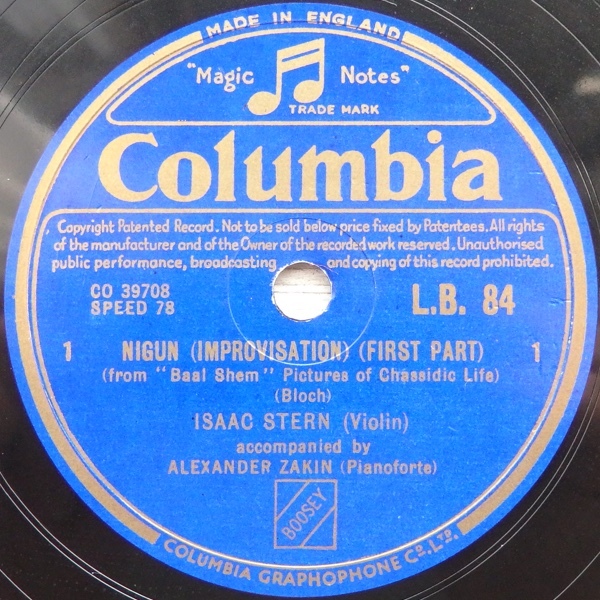 MADE IN ENGLAND
"Magic Notes"
TRADE MARK
Columbia
Copyright Patented Record. Not to be sold below price fixed by Patentees. All rights
of the manufacturer and of the Owner of the recorded work reserved. Unauthorised
public performance, broadcasting and copying of this record prohibited.
CO 39708
SPEED 78
L.B. 84
1 NIGUN (IMPROVISATION) (FIRST PART) 1
(from "Baal Shem" Pictures of Chassidic Life)
(Bloch)
ISAAC STERN (Violin)
accompanied by
ALEXANDER ZAKIN (Pianoforte)
BOOSEY
COLUMBIA GRAPHOPHONE CO. LTD.